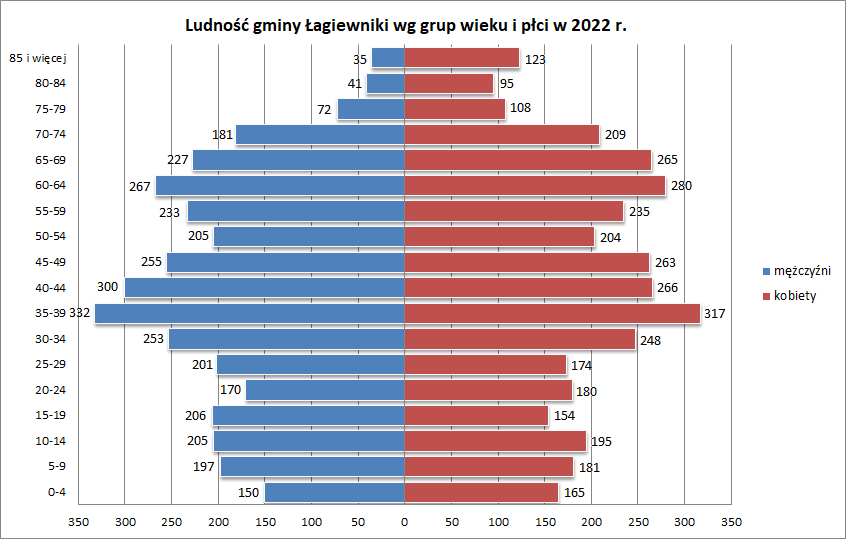 Ludność gminy Łagiewniki wg grup wieku i płci w 2022 r.
85 i więcej 35 123
80-84 41 95
75-79 72 108
70-74 181 209
65-69 227 265
60-64 267 280
55-59 233 235
50-54 205 204
45-49 255 263
mężczyźni
40-44 300 266
kobiety
35-39 332 317
30-34 253 248
25-29 201 174
20-24 170 180
15-19 206 154
10-14 205 195
5-9 197 181
0-4 150 165
350 300 250 200 150 100 50 0 50 100 150 200 250 300 350